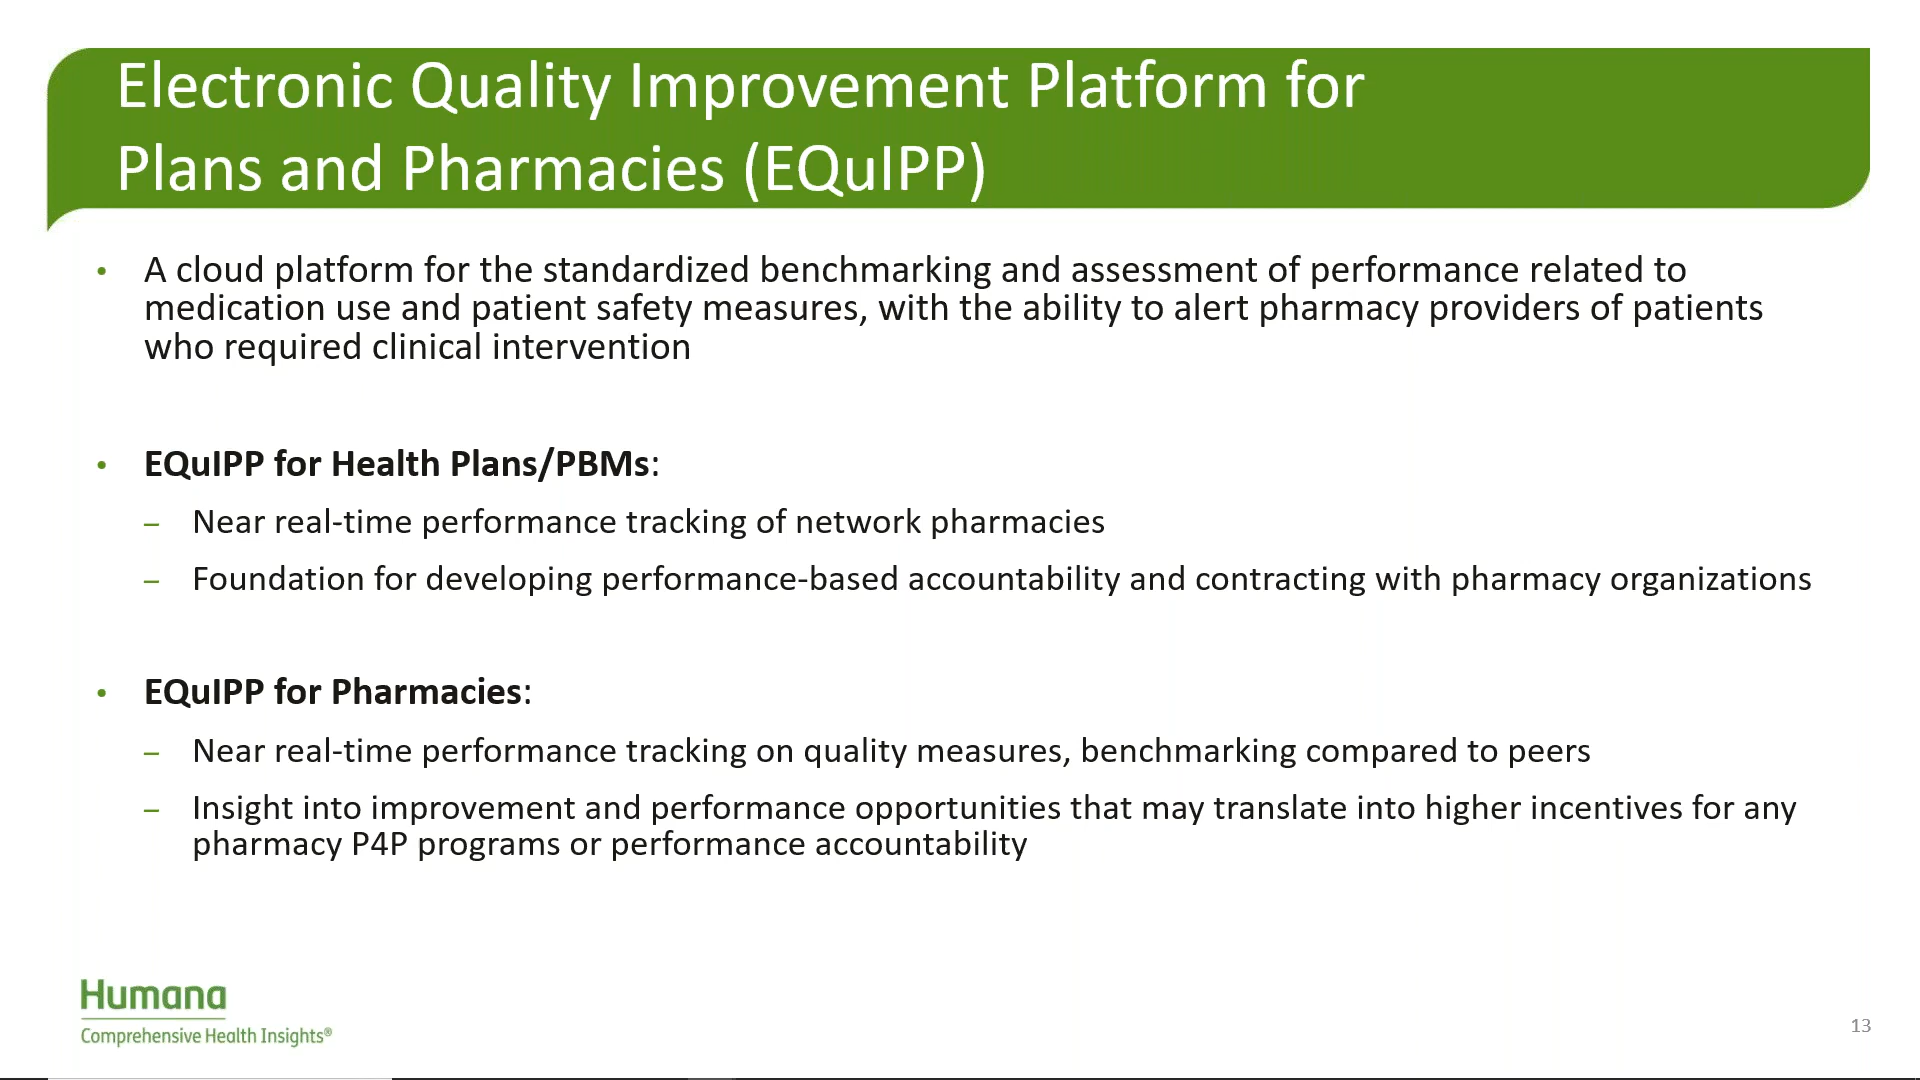 Electronic Quality Improvement Platform for
Plans and Pharmacies (EQuIPP)
• A cloud platform for the standardized benchmarking and assessment of performance related to
medication use and patient safety measures, with the ability to alert pharmacy providers of patients
who required clinical intervention
• EQuIPP for Health Plans/PBMs:
– Near real-time performance tracking of network pharmacies
– Foundation for developing performance-based accountability and contracting with pharmacy organizations
• EQuIPP for Pharmacies:
– Near real-time performance tracking on quality measures, benchmarking compared to peers
– Insight into improvement and performance opportunities that may translate into higher incentives for any
pharmacy P4P programs or performance accountability
Humana
Comprehensive Health Insights®
13